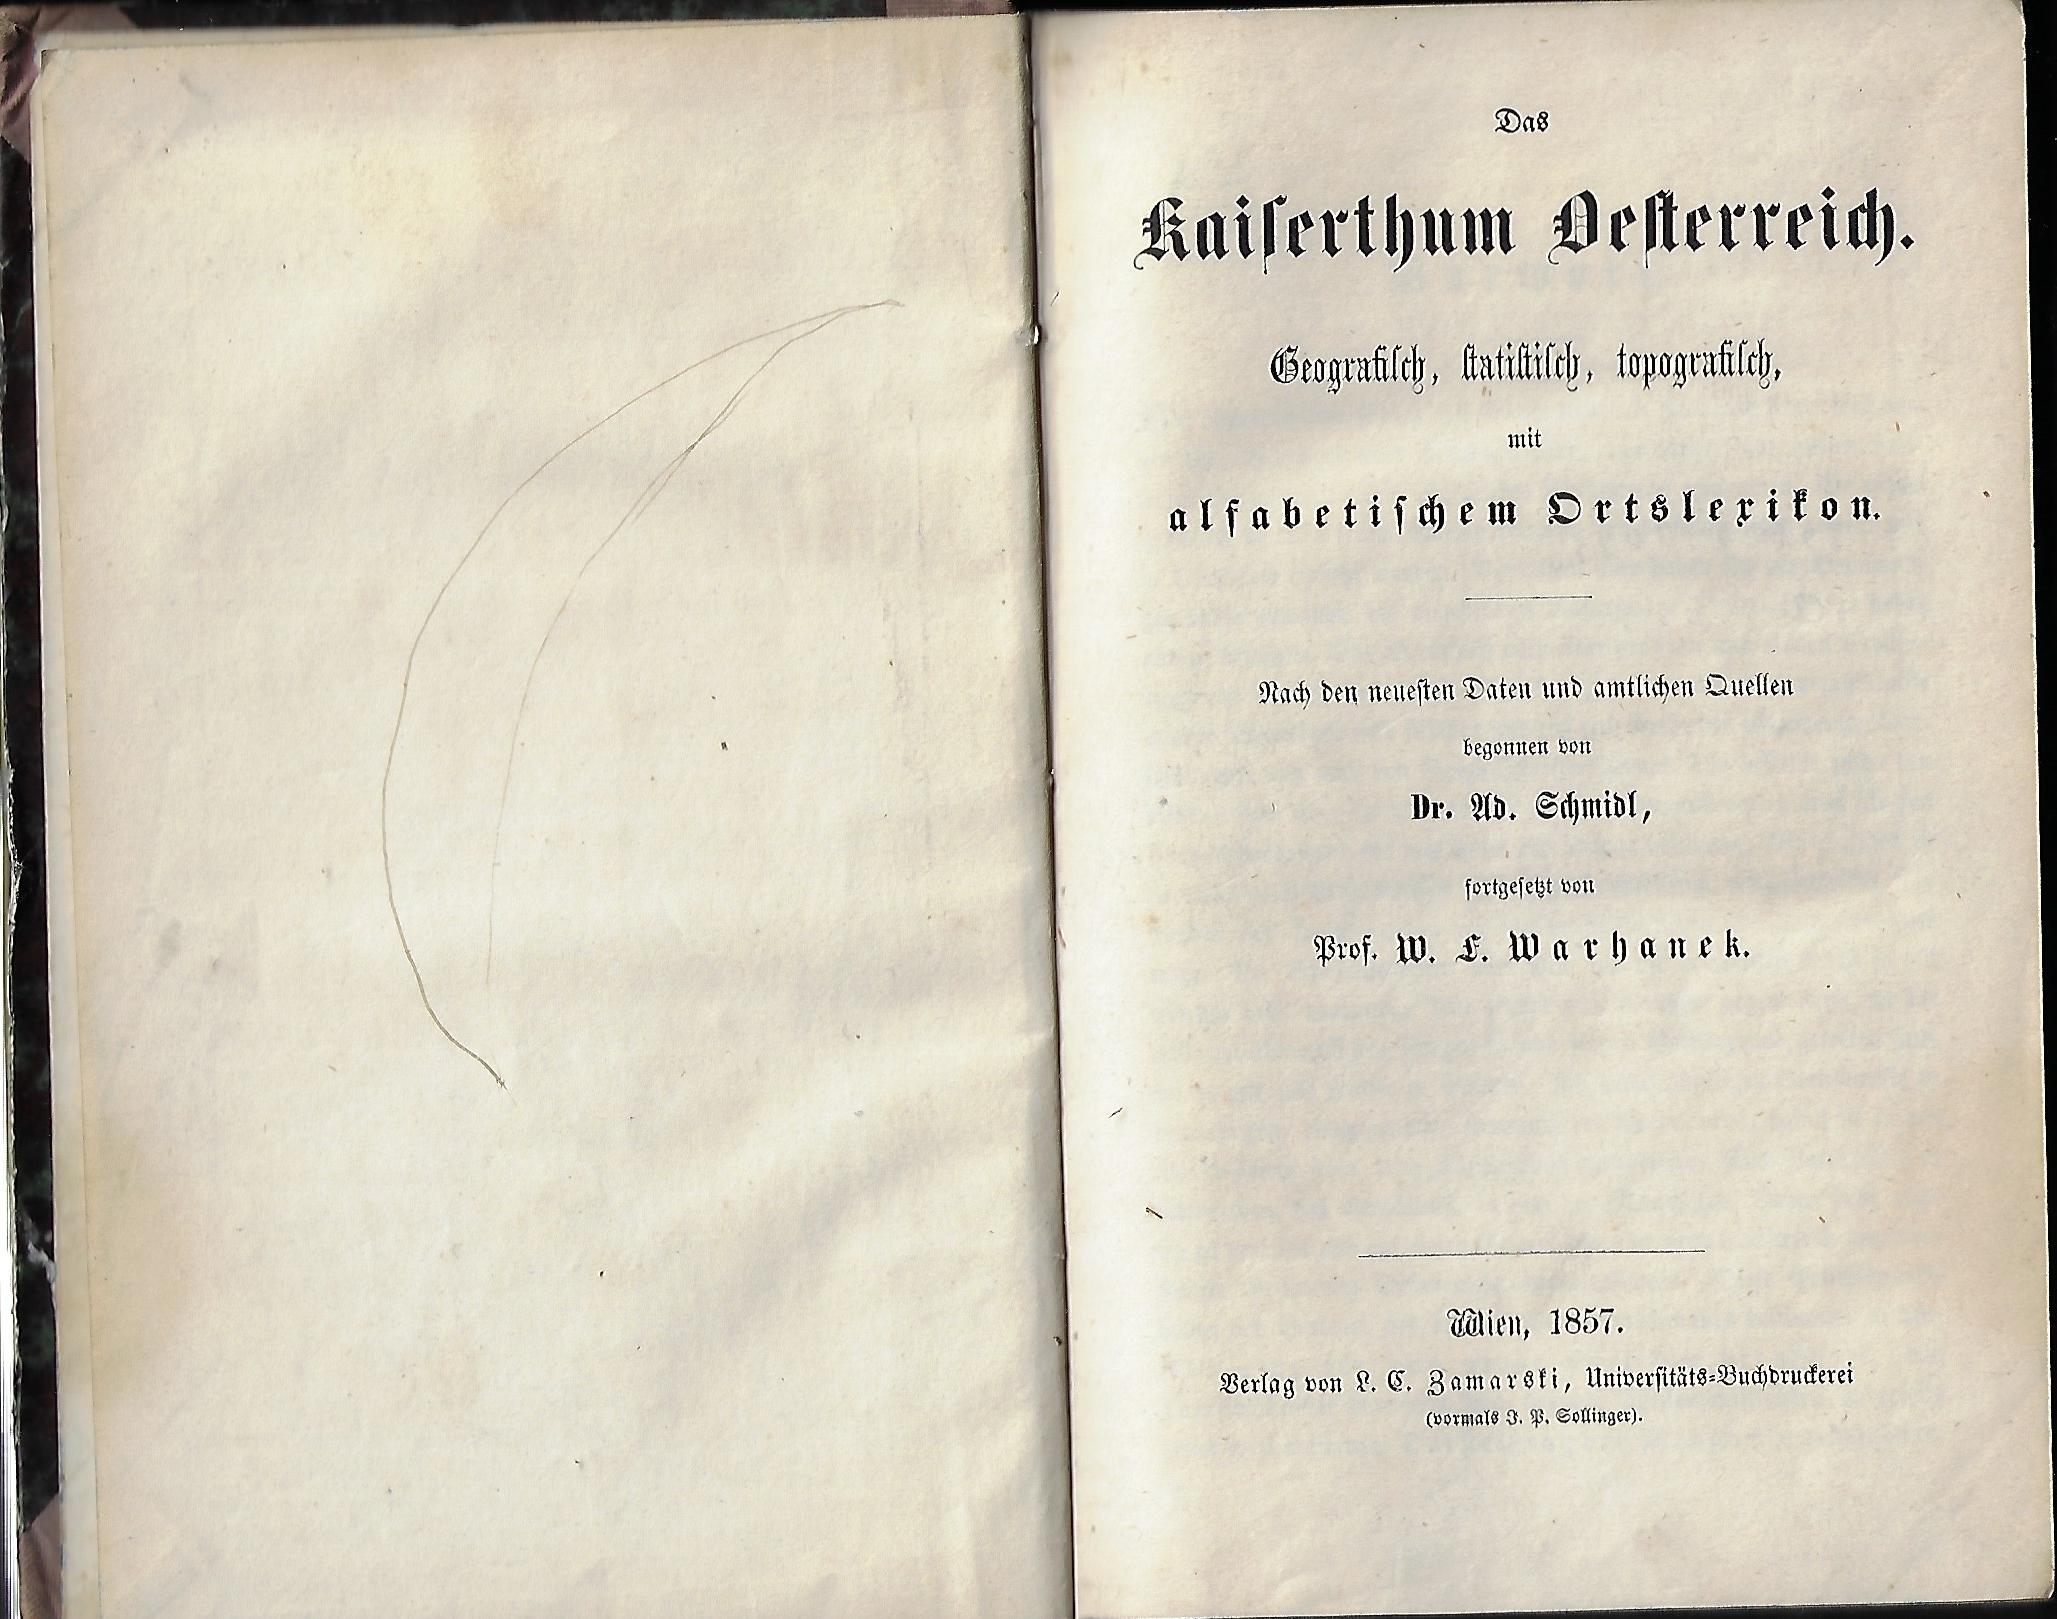 Das
Kaiserthum Oesterreich.
Geografisch, statistisch, topografisch,
mit
alfabetischem Ortslexikon.
Nach den neuesten Daten und amtlichen Quellen
begonnen von
Dr. Ad. Schmidl,
fortgesetzt von
Prof. W. F. Warhanek.
Wien, 1857.
Verlag von L. C. Zamarski, Universitäts-Buchdruckerei
(vormals J. P. Sollinger).